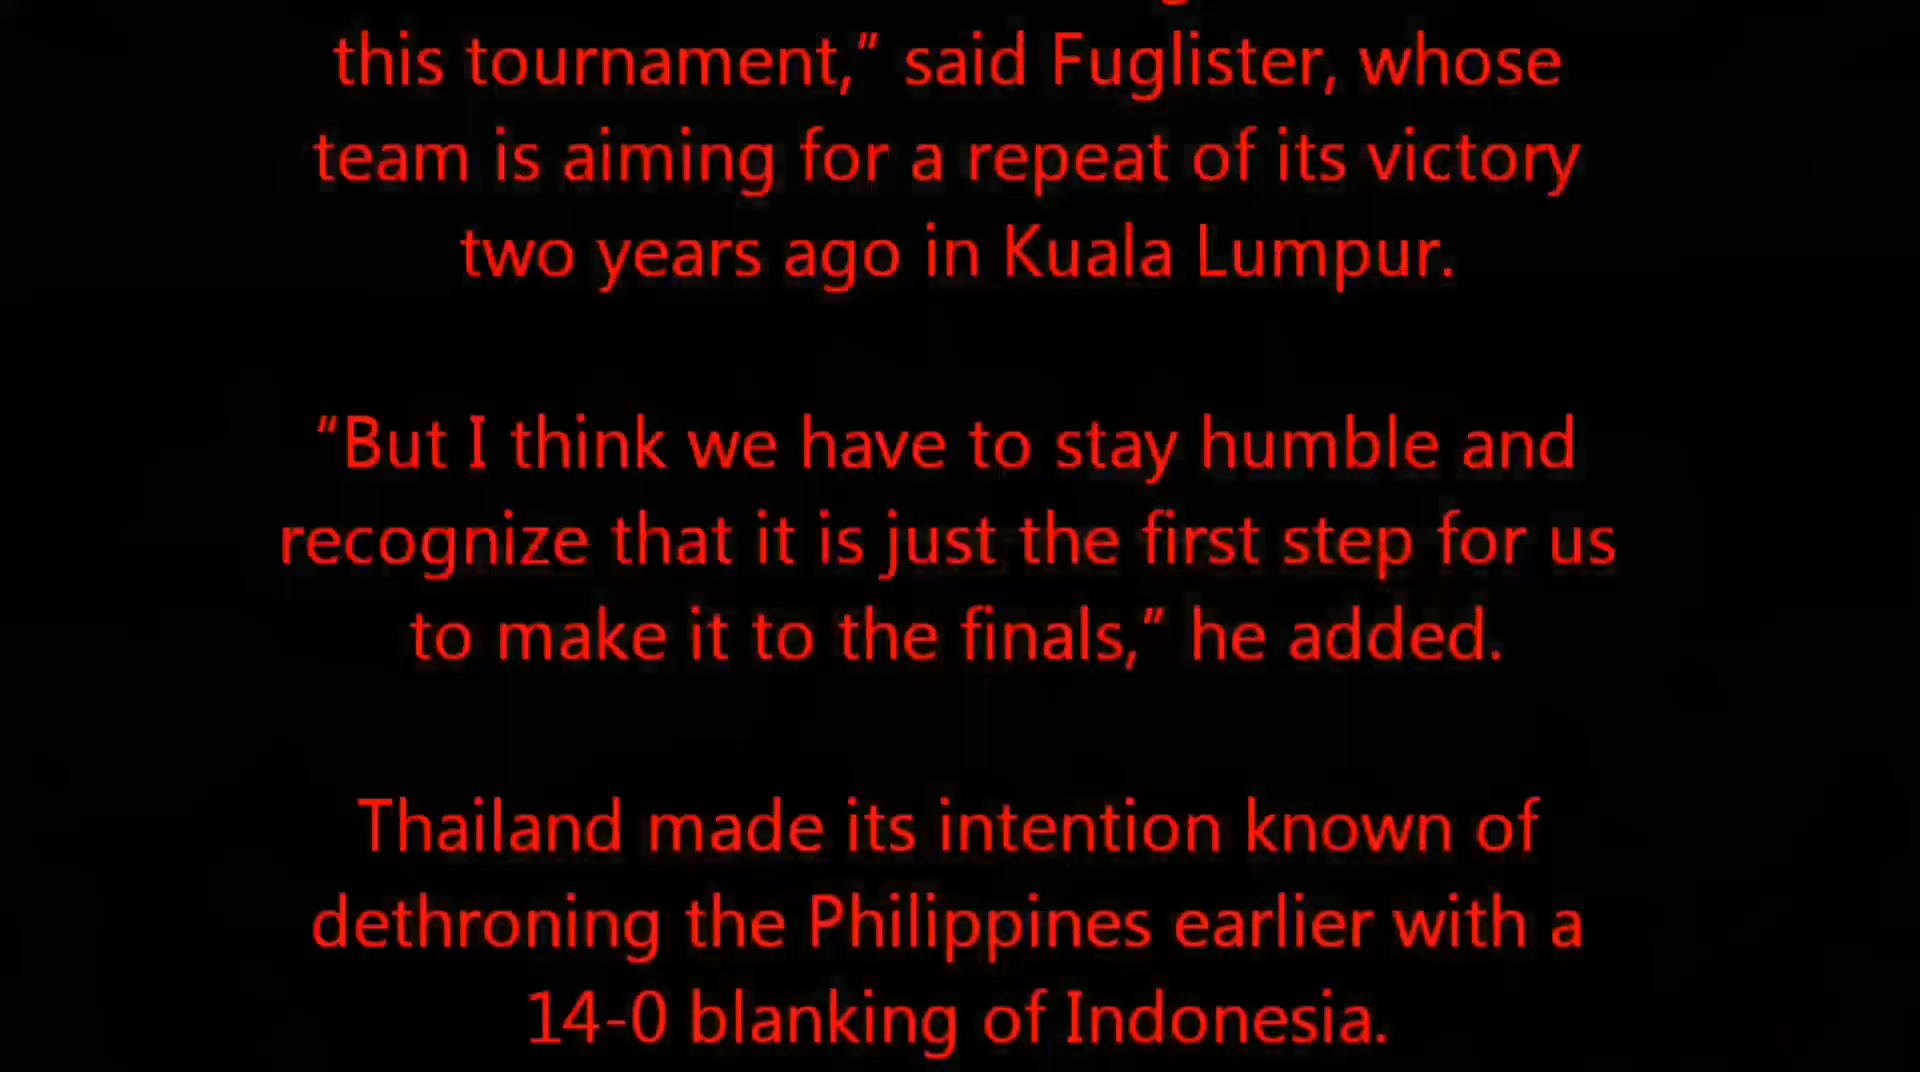 this tournament,” said Fuglister, whose
team is aiming for a repeat of its victory
two years ago in Kuala Lumpur.
“But I think we have to stay humble and
recognize that it is just the first step for us
to make it to the finals,” he added.
Thailand made its intention known of
dethroning the Philippines earlier with a
14-0 blanking of Indonesia.